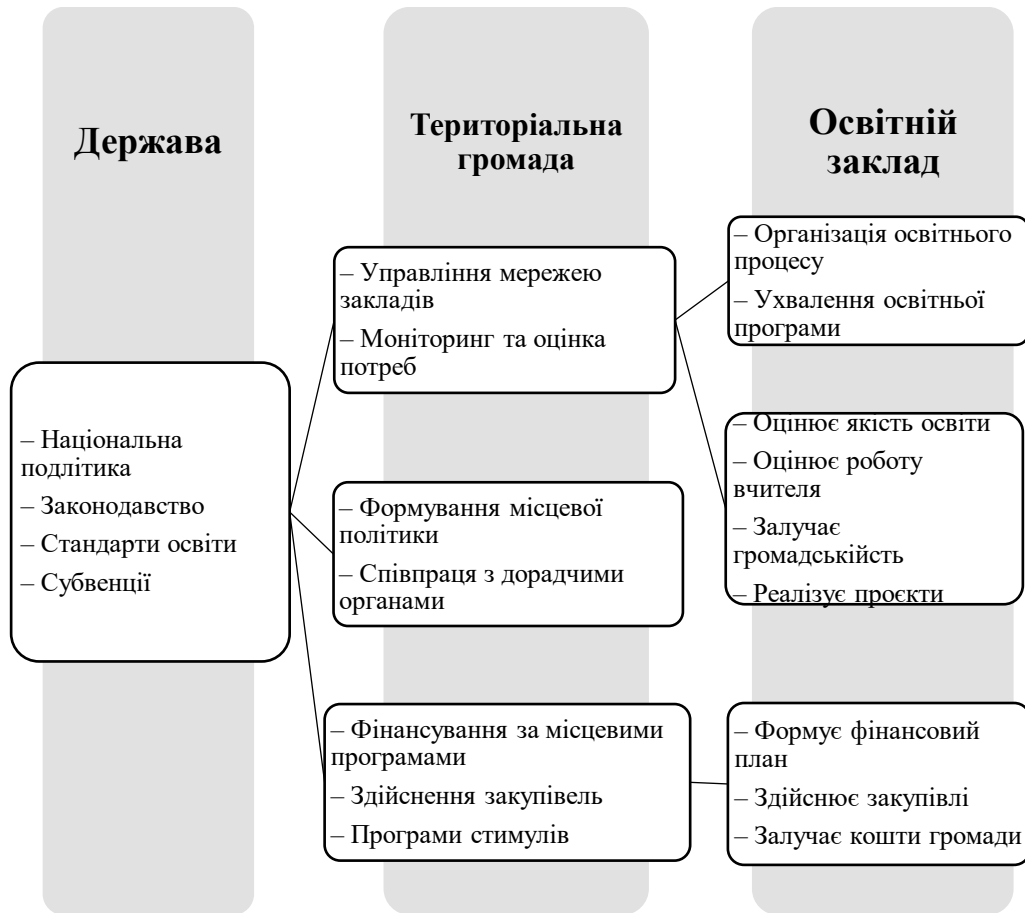 Держава
– Національна
подлітика
– Законодавство
– Стандарти освіти
– Субвенції
Територіальна
громада
– Управління мережею
закладів
– Моніторинг та оцінка
потреб
– Формування місцевої
політики
– Співпраця з дорадчими
органами
– Фінансування за місцевими
програмами
– Здійснення закупівель
– Програми стимулів
Освітній
заклад
– Організація освітнього
процесу
– Ухвалення освітньої
програми
– Оцінює якість освіти
– Оцінює роботу
вчителя
– Залучає
громадськійсть
– Реалізує проєкти
– Формує фінансовий
план
– Здійснює закупівлі
– Залучає кошти громади